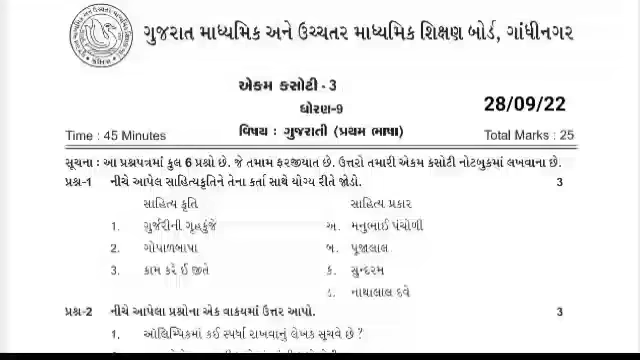 ગુજરાત માધ્યમિક અને ઉચ્ચતર માધ્યમિક શિક્ષણ બોર્ડ, ગાંધીનગર
એકમ કસોટી - 3
ધોરણ-9
28/09/22
Time : 45 Minutes
વિષય : ગુજરાતી (પ્રથમ ભાષા)
Total Marks : 25
સૂચના : આ પ્રશ્નપત્રમાં કુલ 6 પ્રશ્નો છે. જે તમામ ફરજીયાત છે. ઉત્તરો તમારી એકમ કસોટી નોટબુકમાં લખવાના છે.
પ્રશ્ન-1 નીચે આપેલ સાહિત્યકૃતિને તેના કર્તા સાથે યોગ્ય રીતે જોડો. 3
સાહિત્ય કૃતિ સાહિત્ય પ્રકાર
1. ગુર્જરીની ગૃહકુંજે અ. મનુભાઈ પંચોળી
2. ગોપાળબાપા બ. પૂજાલાલ
3. કામ કરે ઈ જીતે ક. સુન્દરમ
ડ. નાથાલાલ દવે
પ્રશ્ન-2 નીચે આપેલા પ્રશ્નોના એક વાક્યમાં ઉત્તર આપો. 3
1. ઑલિમ્પિકમાં કઈ સ્પર્ધા રાખવાનું લેખક સૂચવે છે ?